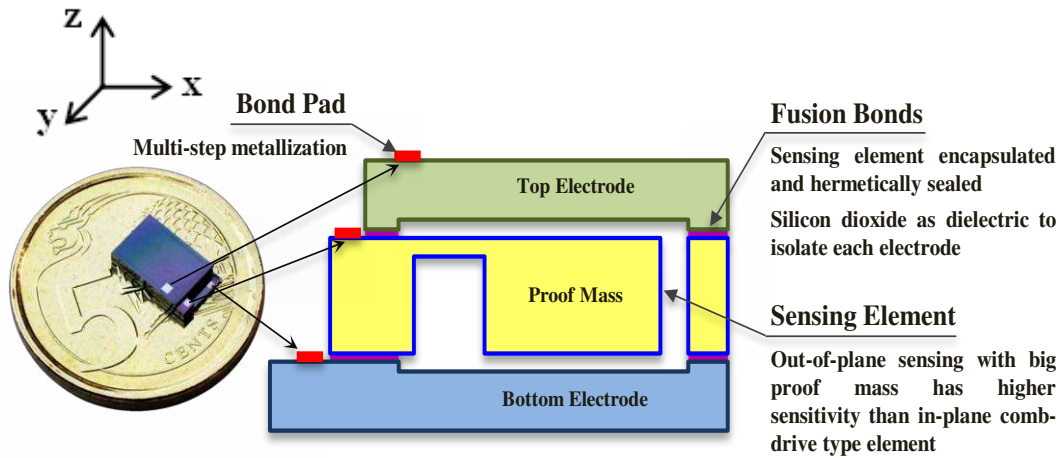 z
x
y
Bond Pad
Multi-step metallization
Top Electrode
Proof Mass
Bottom Electrode
Fusion Bonds
Sensing element encapsulated
and hermetically sealed
Silicon dioxide as dielectric to
isolate each electrode
Sensing Element
Out-of-plane sensing with big
proof mass has higher
sensitivity than in-plane comb-
drive type element
5
CENTS